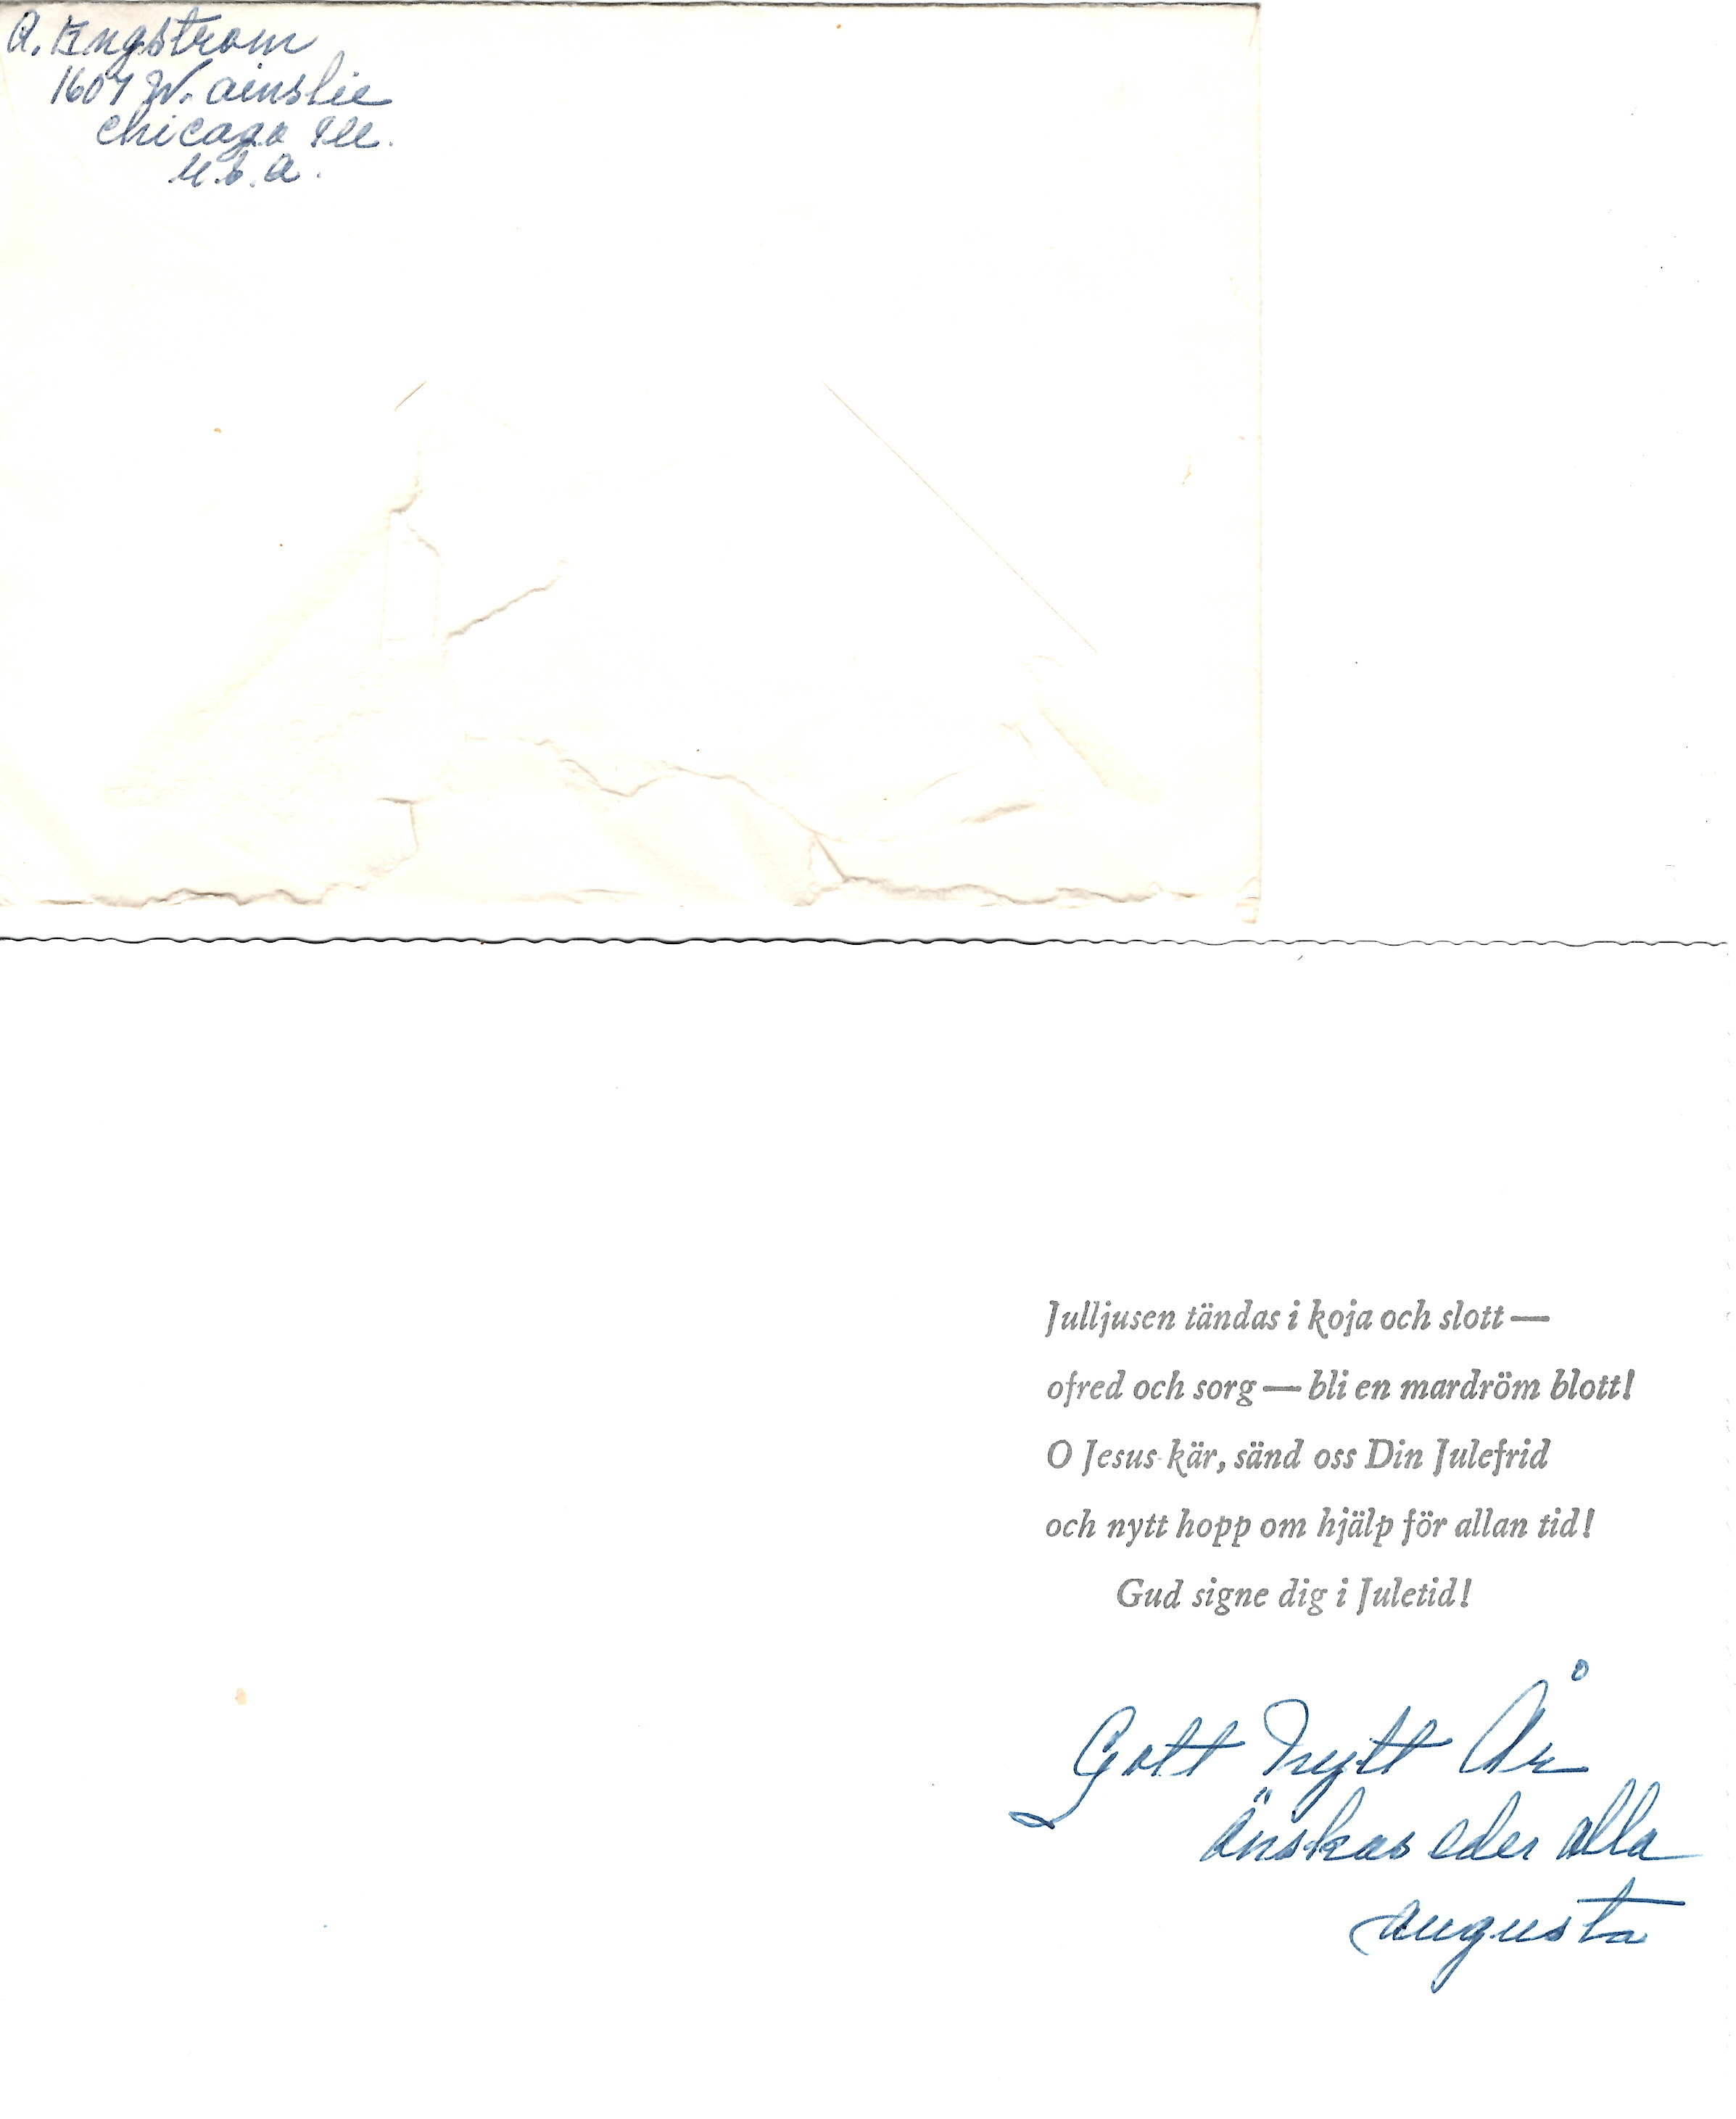 A. Engstrom
1607 W. ainslie
chicago Ill.
U.S.A.
Julljusen tändas i koja och slott —
ofred och sorg — bli en mardröm blott!
O Jesus kär, sänd oss Din Julefrid
och nytt hopp om hjälp för allan tid!
Gud signe dig i Juletid!
Gott Nytt År
önskas eder alla
Augusta